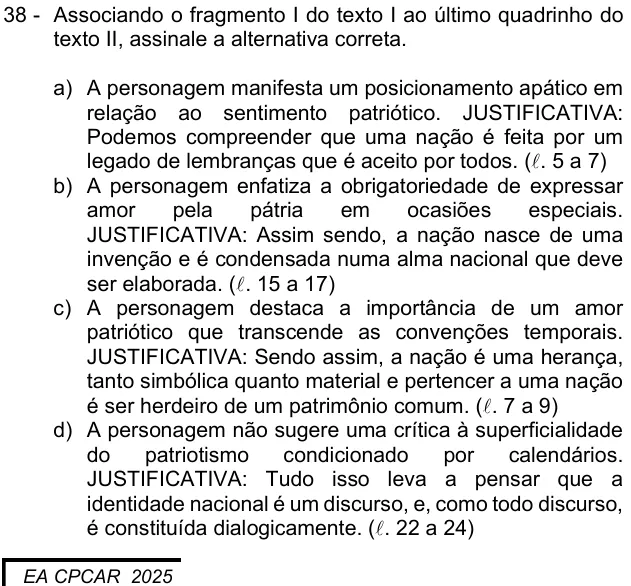 38 - Associando o fragmento I do texto I ao último quadrinho do
texto II, assinale a alternativa correta.
a) A personagem manifesta um posicionamento apático em
relação ao sentimento patriótico. JUSTIFICATIVA:
Podemos compreender que uma nação é feita por um
legado de lembranças que é aceito por todos. (ℓ. 5 a 7)
b) A personagem enfatiza a obrigatoriedade de expressar
amor pela pátria em ocasiões especiais.
JUSTIFICATIVA: Assim sendo, a nação nasce de uma
invenção e é condensada numa alma nacional que deve
ser elaborada. (ℓ. 15 a 17)
c) A personagem destaca a importância de um amor
patriótico que transcende as convenções temporais.
JUSTIFICATIVA: Sendo assim, a nação é uma herança,
tanto simbólica quanto material e pertencer a uma nação
é ser herdeiro de um patrimônio comum. (ℓ. 7 a 9)
d) A personagem não sugere uma crítica à superficialidade
do patriotismo condicionado por calendários.
JUSTIFICATIVA: Tudo isso leva a pensar que a
identidade nacional é um discurso, e, como todo discurso,
é constituída dialogicamente. (ℓ. 22 a 24)
EA CPCAR 2025